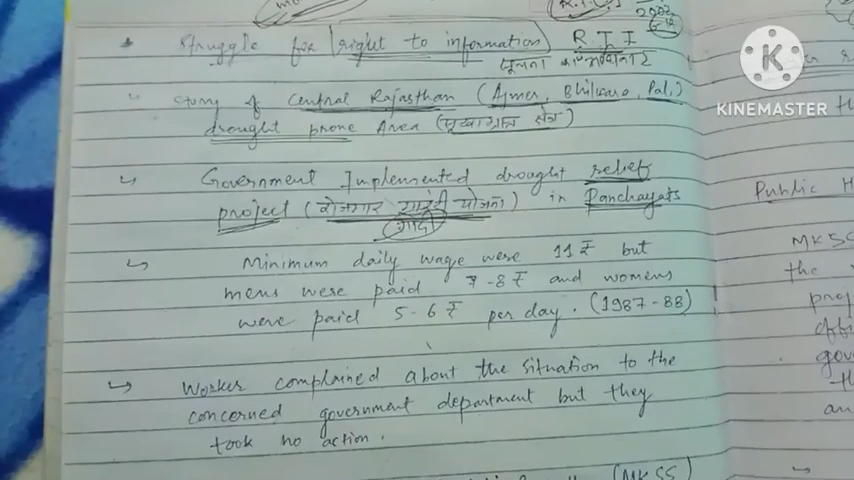 R.T.I
2002
Struggle for right to information R T I
सूचना का अधिकार
Story of Central Rajasthan (Ajmer, Bhilwara, Pali)
drought prone Area (सूखाग्रस्त क्षेत्र)
Government Implemented drought relief
project (रोजगार गारंटी योजना) in Panchayats
Minimum daily wage were 11₹ but
mens were paid 7-8₹ and womens
were paid 5-6₹ per day. (1987-88)
Worker complained about the situation to the
concerned government department but they
took no action.
(MKSS)
Public H
MKSS
the
gov
an
K
KINEMASTER